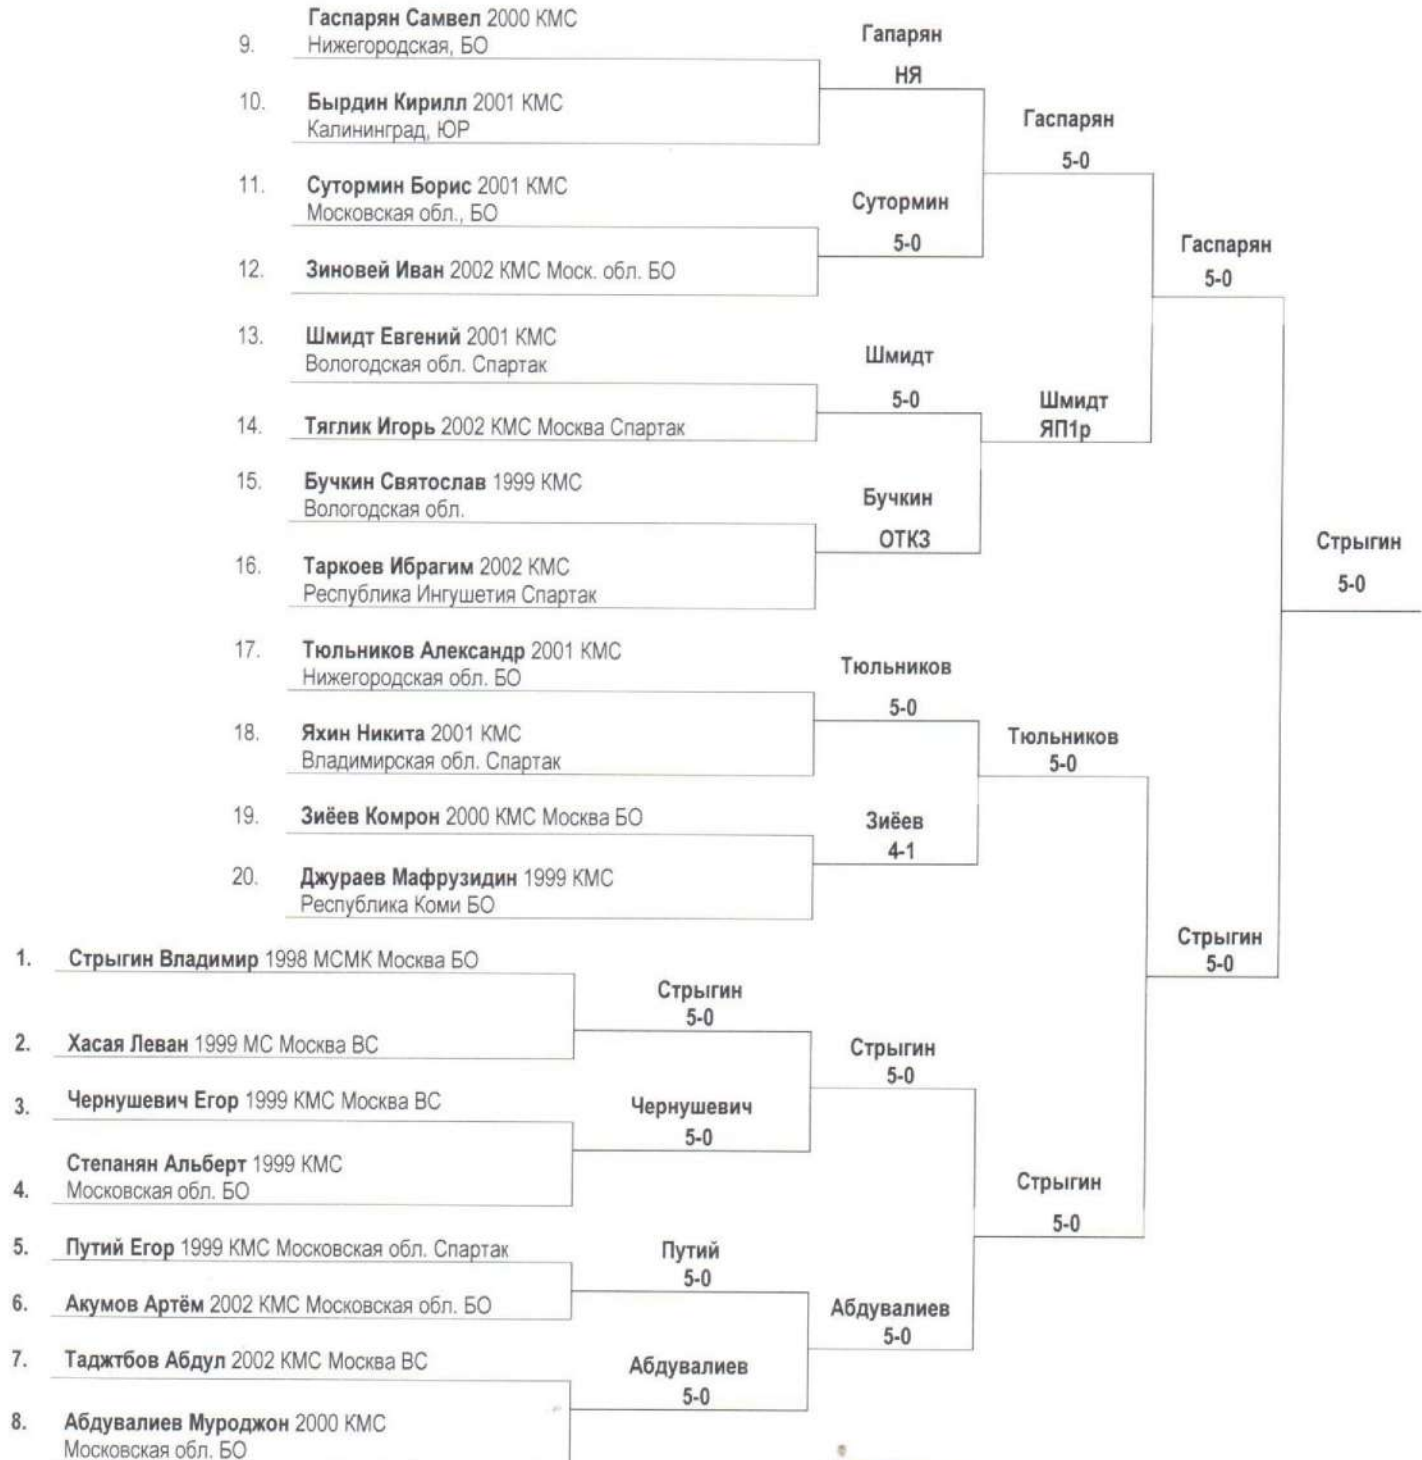 Гаспарян Самвел 2000 КМС
9. Нижегородская, БО
10. Бырдин Кирилл 2001 КМС
Калининград, ЮР
11. Сутормин Борис 2001 КМС
Московская обл., БО
12. Зиновей Иван 2002 КМС Моск. обл. БО
13. Шмидт Евгений 2001 КМС
Вологодская обл. Спартак
14. Тяглик Игорь 2002 КМС Москва Спартак
15. Бучкин Святослав 1999 КМС
Вологодская обл.
16. Таркоев Ибрагим 2002 КМС
Республика Ингушетия Спартак
17. Тюльников Александр 2001 КМС
Нижегородская обл. БО
18. Яхин Никита 2001 КМС
Владимирская обл. Спартак
19. Зиёев Комрон 2000 КМС Москва БО
20. Джураев Мафрузидин 1999 КМС
Республика Коми БО
1. Стрыгин Владимир 1998 МСМК Москва БО
2. Хасая Леван 1999 МС Москва ВС
3. Чернушевич Егор 1999 КМС Москва ВС
Степанян Альберт 1999 КМС
4. Московская обл. БО
5. Путий Егор 1999 КМС Московская обл. Спартак
6. Акумов Артём 2002 КМС Московская обл. БО
7. Таджтбов Абдул 2002 КМС Москва ВС
8. Абдувалиев Муроджон 2000 КМС
Московская обл. БО
Стрыгин
5-0
Чернушевич
5-0
Путий
5-0
Абдувалиев
5-0
Гапарян
НЯ
Сутормин
5-0
Шмидт
5-0
Бучкин
ОТКЗ
Тюльников
5-0
Зиёев
4-1
Стрыгин
5-0
Абдувалиев
5-0
Гаспарян
5-0
Шмидт
ЯП1р
Тюльников
5-0
Стрыгин
5-0
Гаспарян
5-0
Стрыгин
5-0
Стрыгин
5-0